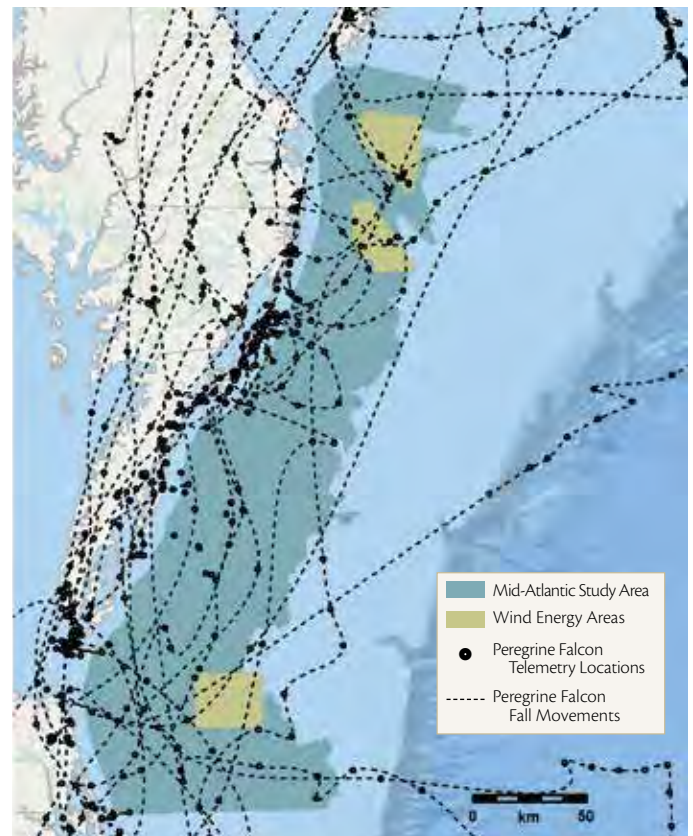 Mid-Atlantic Study Area
Wind Energy Areas
Peregrine Falcon
Telemetry Locations
Peregrine Falcon
Fall Movements
0 50
km